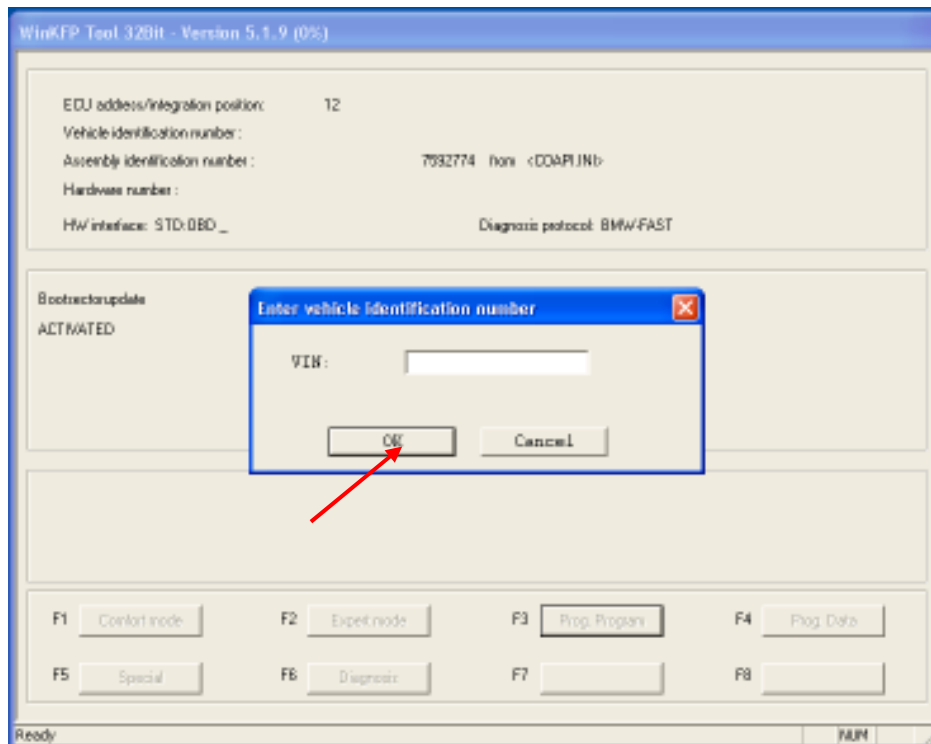 WinKFP Tool 32Bit - Version 5.1.9 (0%)
ECU address/integration position: 12
Vehicle identification number :
Assembly identification number : 7592774 from <COAPI.INI>
Hardware number :
HW interface: STD:OBD _ Diagnosis protocol: BMW-FAST
Bootsectorupdate
ACTIVATED
Enter vehicle identification number
VIN:
OK Cancel
F1 Comfort mode F2 Expert mode F3 Prog. Program F4 Prog. Data
F5 Special F6 Diagnosis F7 F8
Ready NUM